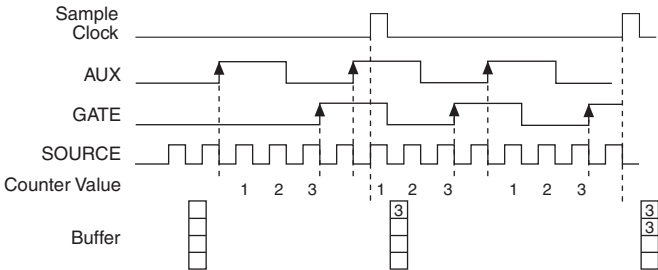 Sample
Clock
AUX
GATE
SOURCE
Counter Value 1 2 3 1 2 3 1 2 3
Buffer 3 3
3